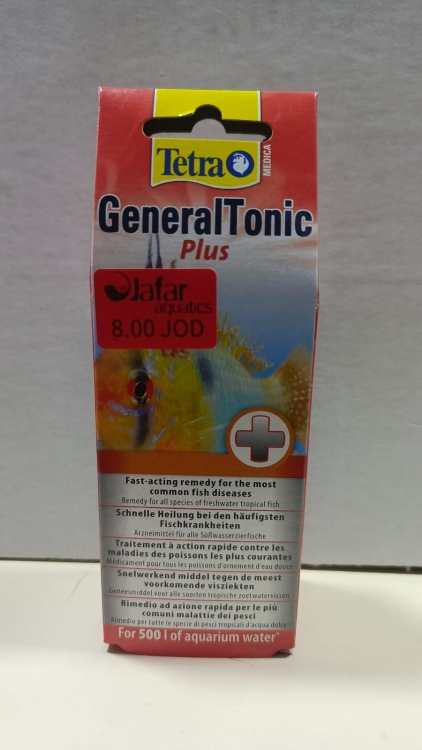 Tetra
MEDICA
GeneralTonic
Plus
Jafar
aquatics
8.00 JOD
Fast-acting remedy for the most
common fish diseases
Remedy for all species of freshwater tropical fish
Schnelle Heilung bei den häufigsten
Fischkrankheiten
Arzneimittel für alle Süßwasserzierfische
Traitement à action rapide contre les
maladies des poissons les plus courantes
Médicament pour tous les poissons d'ornement d'eau douce
Snelwerkend middel tegen de meest
voorkomende visziekten
Geneesmiddel voor alle soorten tropische zoetwatervissen
Rimedio ad azione rapida per le più
comuni malattie dei pesci
Rimedio per tutte le specie di pesci tropicali d'acqua dolce
For 500 l of aquarium water*